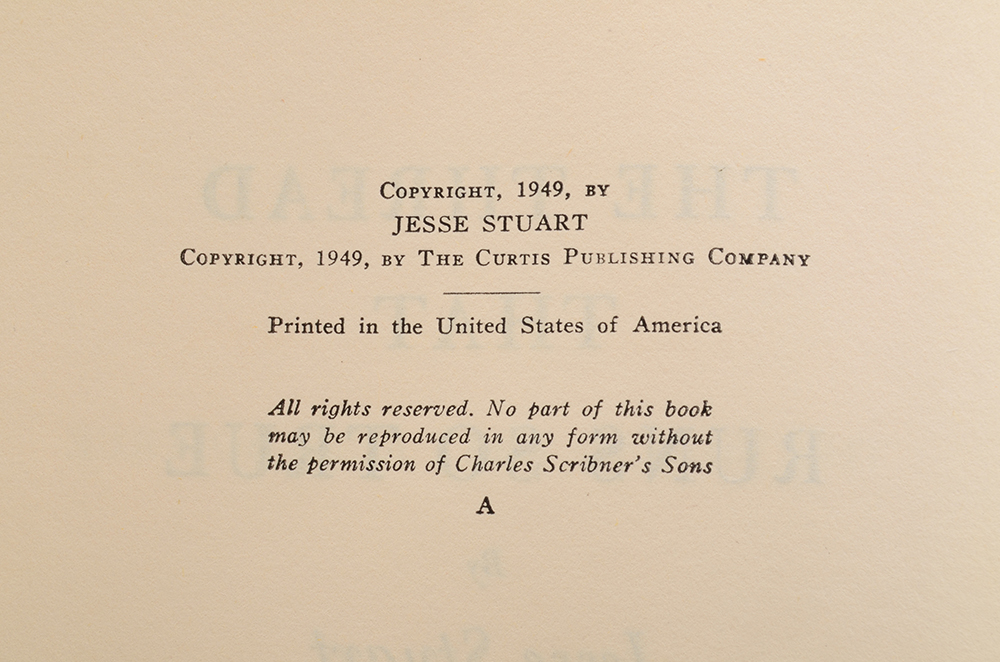 Copyright, 1949, by
JESSE STUART
Copyright, 1949, by The Curtis Publishing Company
Printed in the United States of America
All rights reserved. No part of this book
may be reproduced in any form without
the permission of Charles Scribner's Sons
A